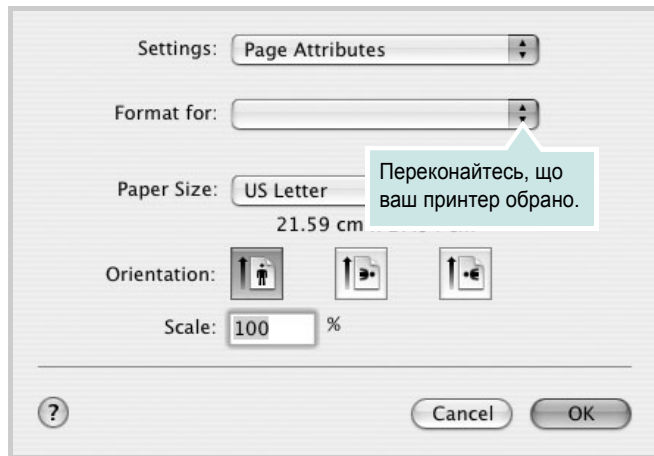 Settings: Page Attributes
Format for:
Переконайтесь, що
ваш принтер обрано.
Paper Size: US Letter
21.59 cm
Orientation:
Scale: 100 %
? Cancel OK